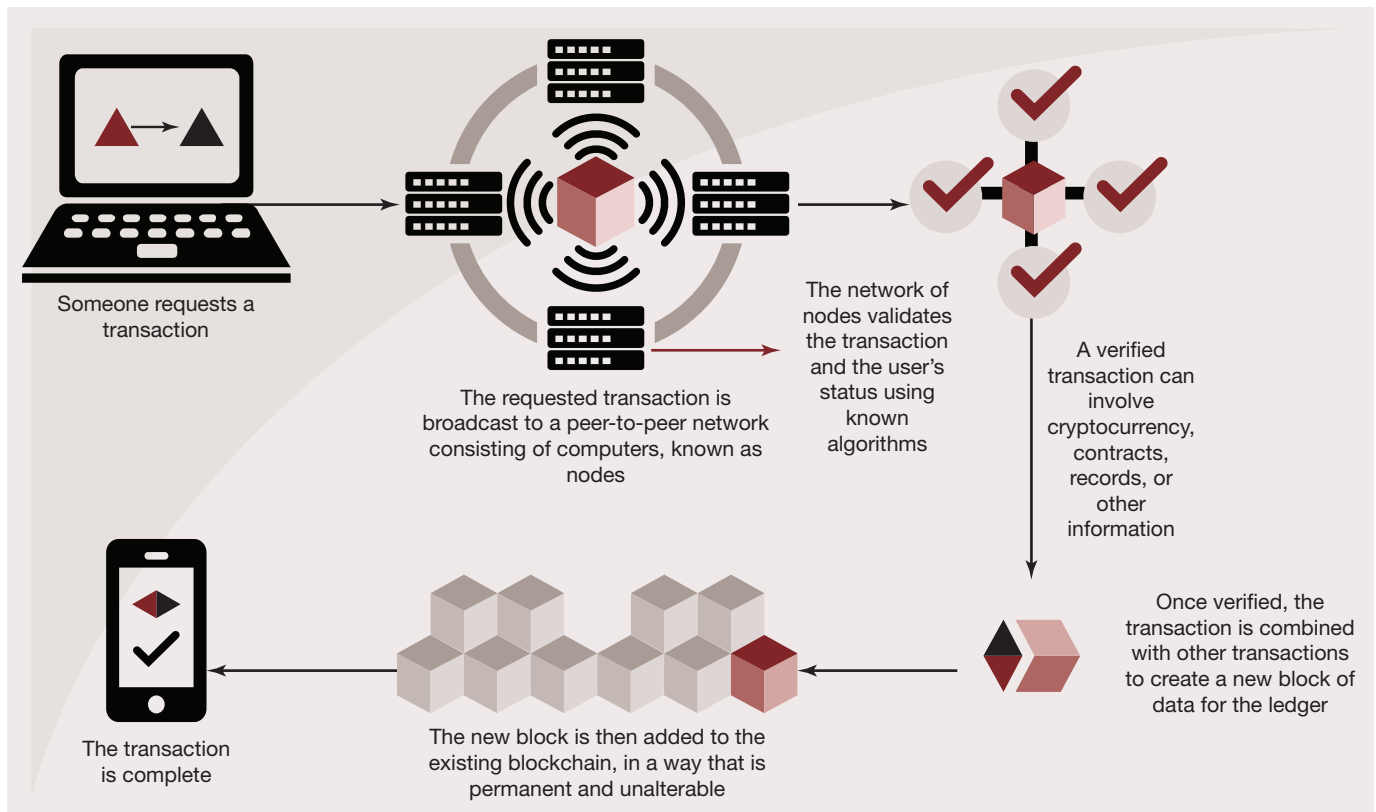 Someone requests a
transaction
The requested transaction is
broadcast to a peer-to-peer network
consisting of computers, known as
nodes
The network of
nodes validates
the transaction
and the user’s
status using
known
algorithms
A verified
transaction can
involve
cryptocurrency,
contracts,
records, or
other
information
Once verified, the
transaction is combined
with other transactions
to create a new block of
data for the ledger
The new block is then added to the
existing blockchain, in a way that is
permanent and unalterable
The transaction
is complete